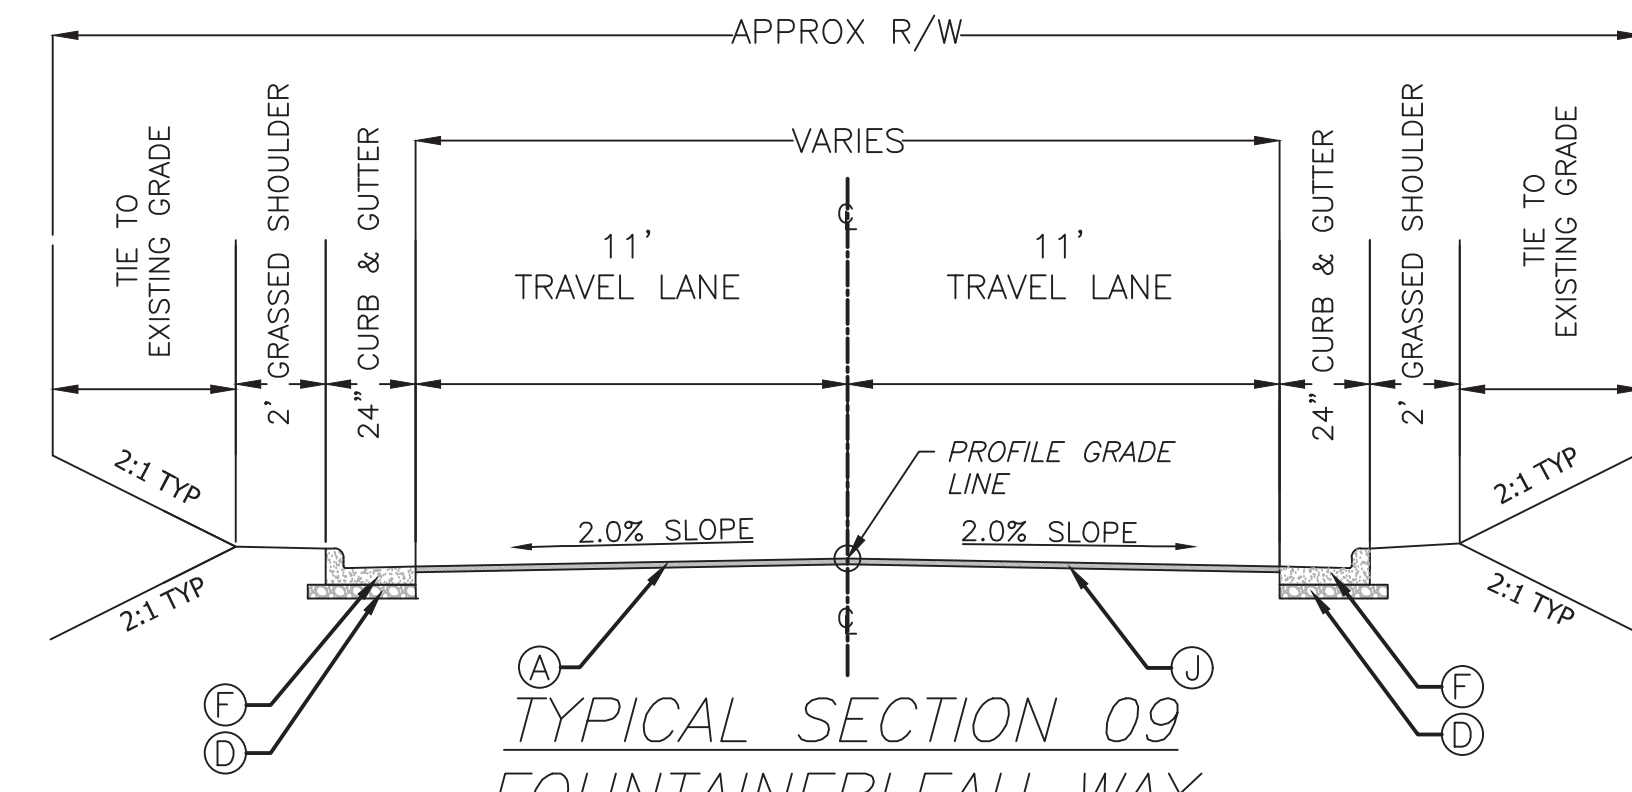 APPROX R/W
VARIES
TIE TO
EXISTING GRADE
2' GRASSED SHOULDER
24" CURB & GUTTER
11'
TRAVEL LANE
℄
11'
TRAVEL LANE
24" CURB & GUTTER
2' GRASSED SHOULDER
TIE TO
EXISTING GRADE
2:1 TYP
PROFILE GRADE
LINE
2:1 TYP
2.0% SLOPE
2.0% SLOPE
2:1 TYP
℄
2:1 TYP
A
J
F
F
D
D
TYPICAL SECTION 09
WAY